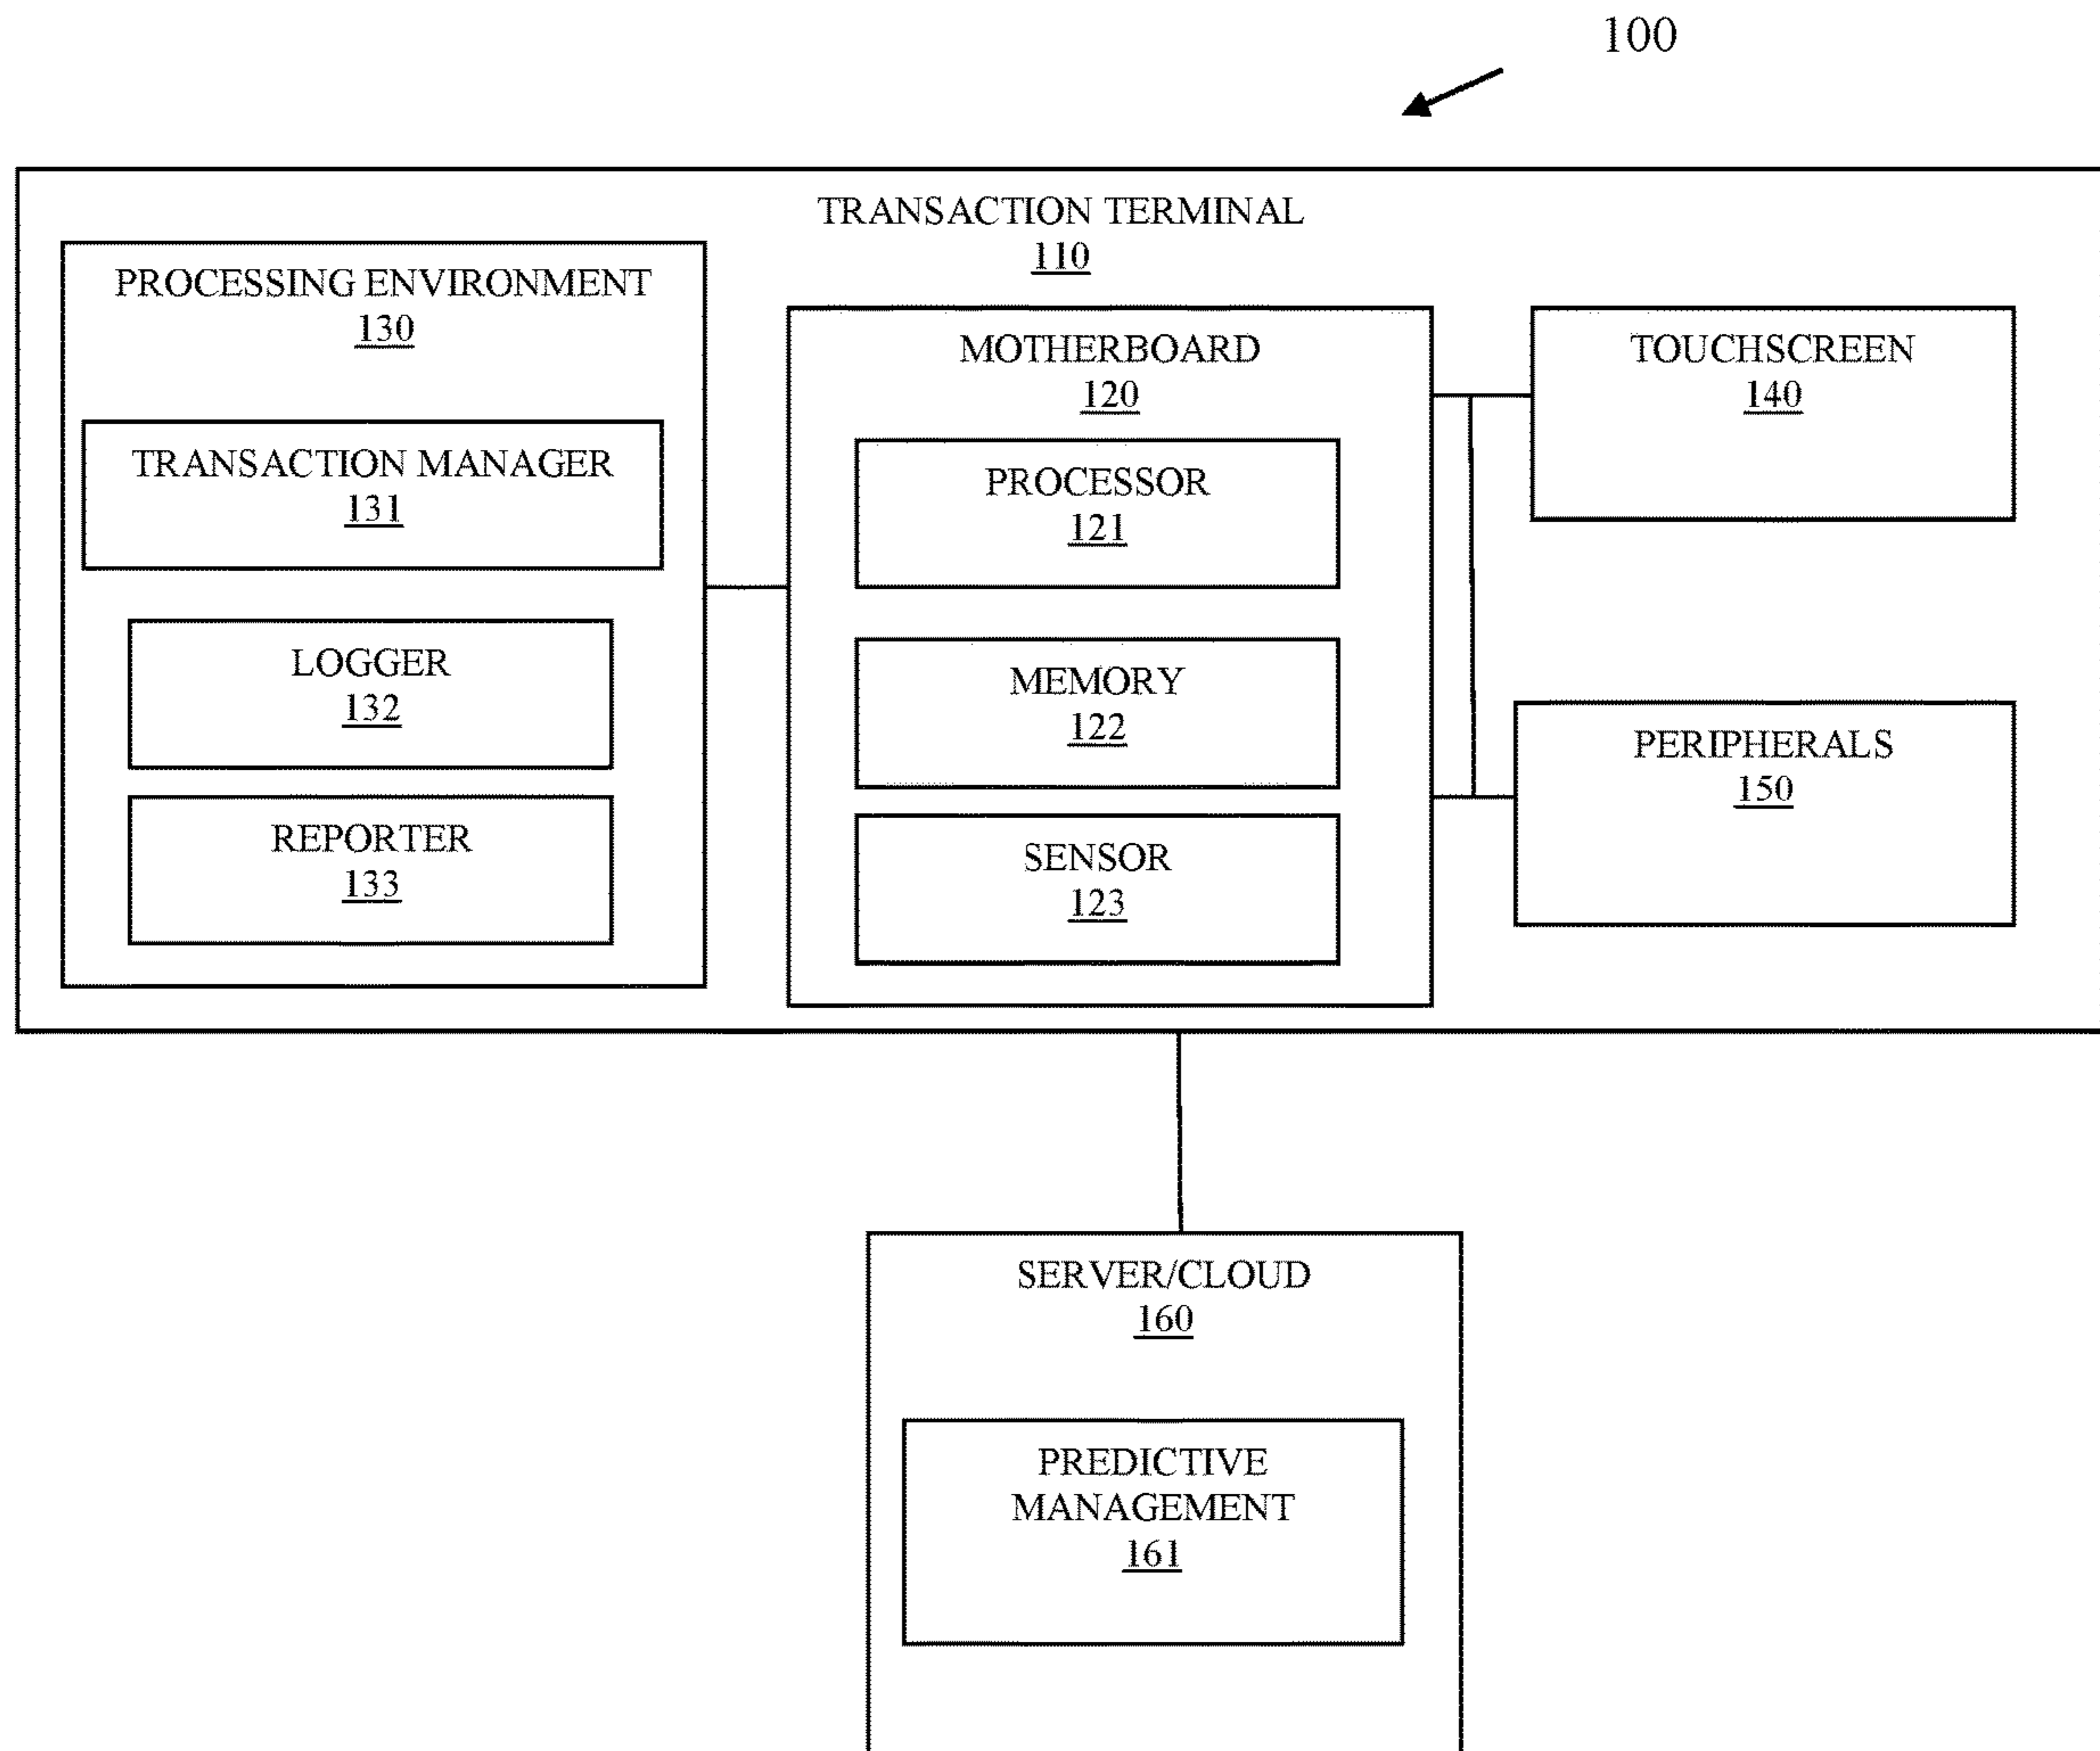 100
TRANSACTION TERMINAL
110
PROCESSING ENVIRONMENT
130
TRANSACTION MANAGER
131
LOGGER
132
REPORTER
133
MOTHERBOARD
120
PROCESSOR
121
MEMORY
122
SENSOR
123
TOUCHSCREEN
140
PERIPHERALS
150
SERVER/CLOUD
160
PREDICTIVE
MANAGEMENT
161